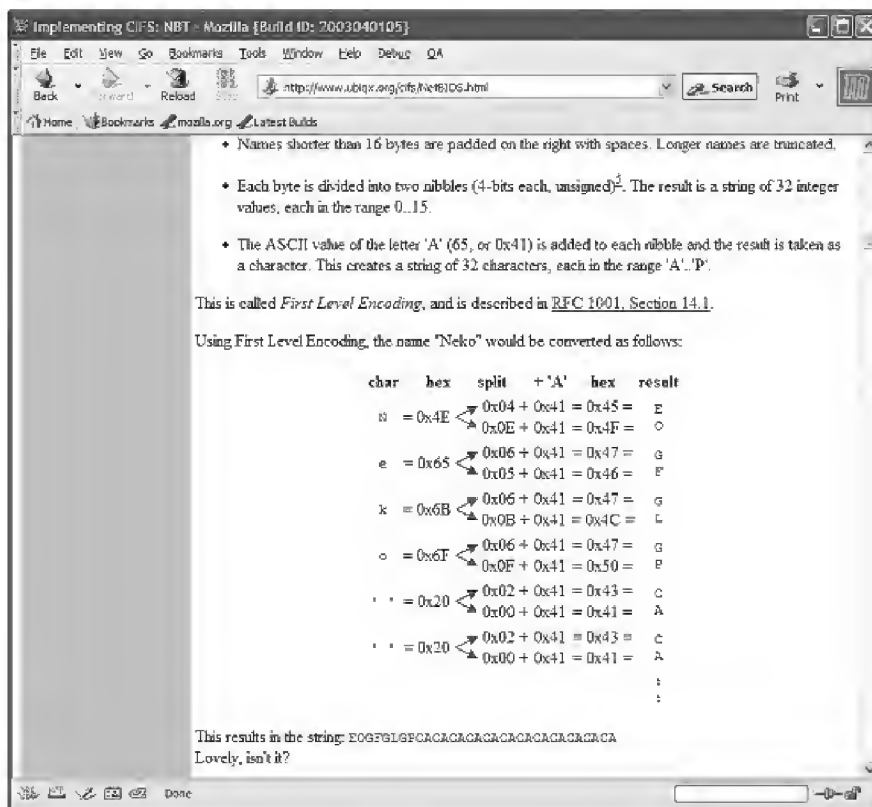 Implementing CIFS: NBT - Mozilla {Build ID: 2003040105}
File Edit View Go Bookmarks Tools Window Help Debug QA
http://www.ubiqx.org/cifs/NetBIOS.html Search
Back Reload Print
Home Bookmarks mozilla.org Latest Builds
• Names shorter than 16 bytes are padded on the right with spaces. Longer names are truncated.
• Each byte is divided into two nibbles (4-bits each, unsigned). The result is a string of 32 integer
values, each in the range 0..15.
• The ASCII value of the letter 'A' (65, or 0x41) is added to each nibble and the result is taken as
a character. This creates a string of 32 characters, each in the range 'A'..'P'.
This is called First Level Encoding, and is described in RFC 1001, Section 14.1.
Using First Level Encoding, the name "Neko" would be converted as follows:
char hex split + 'A' hex result
0x04 + 0x41 = 0x45 = E
N = 0x4E
0x0E + 0x41 = 0x4F = O
0x06 + 0x41 = 0x47 = G
e = 0x65
0x05 + 0x41 = 0x46 = F
0x06 + 0x41 = 0x47 = G
k = 0x6B
0x0B + 0x41 = 0x4C = L
0x06 + 0x41 = 0x47 = G
o = 0x6F
0x0F + 0x41 = 0x50 = P
0x02 + 0x41 = 0x43 = C
' ' = 0x20
0x00 + 0x41 = 0x41 = A
0x02 + 0x41 = 0x43 = C
' ' = 0x20
0x00 + 0x41 = 0x41 = A
:
:
This results in the string: EOGFGLGPCACACACACACACACACACACACA
Lovely, isn't it?
Done